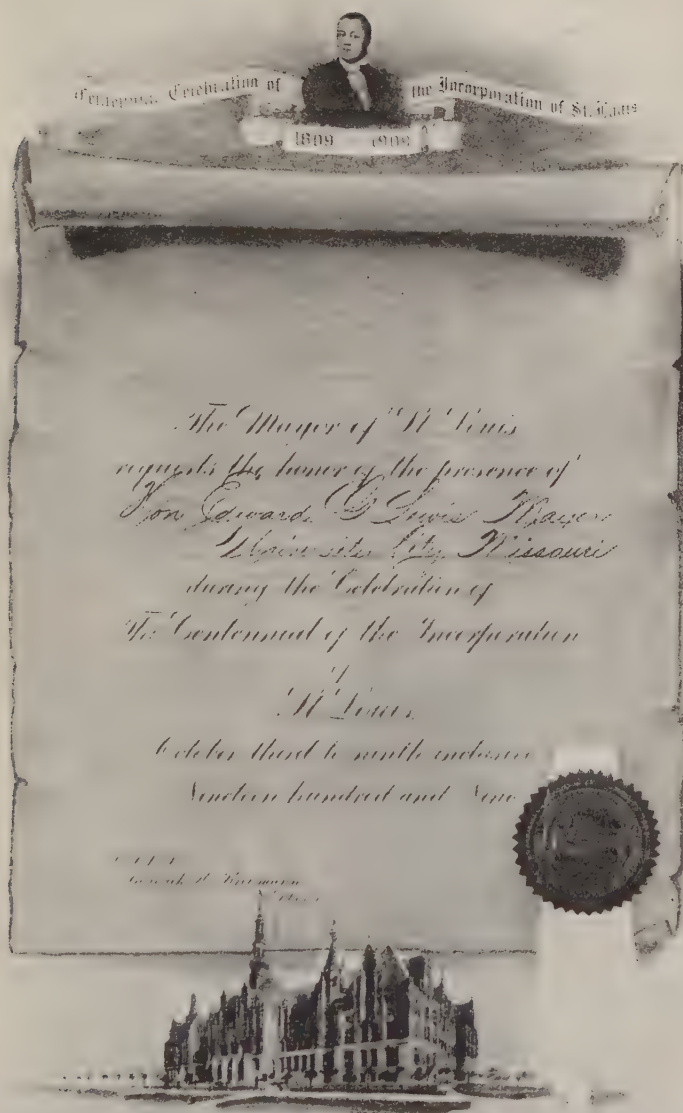 Centennial Celebration of the Incorporation of St. Louis
1809 1909
The Mayor of St Louis
requests the honor of the presence of
Hon Edward G Lewis Mayor
University City, Missouri
during the Celebration of
The Centennial of the Incorporation
of
St Louis
October third to ninth inclusive
Nineteen hundred and Nine